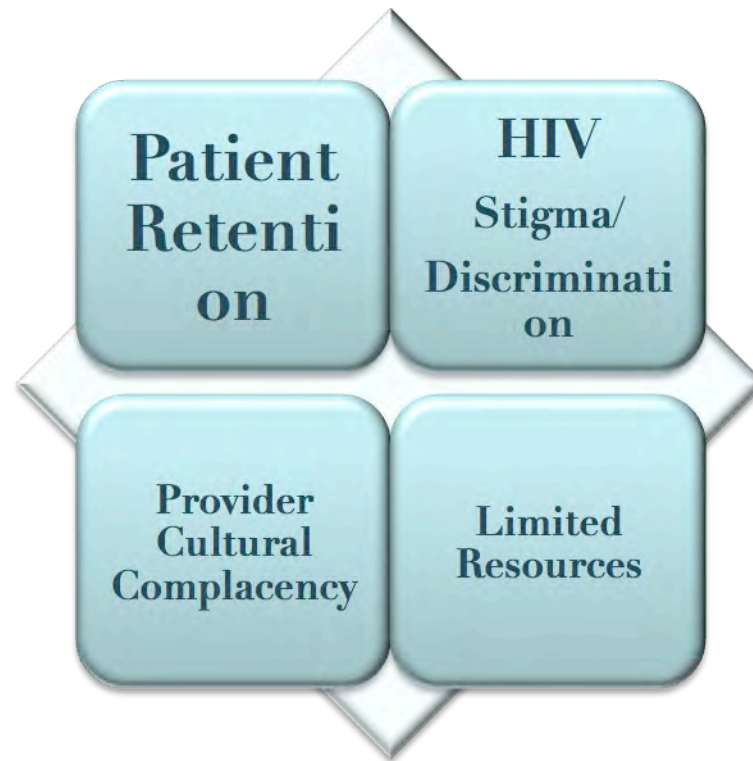 Patient
Retenti
on
HIV
Stigma/
Discriminati
on
Provider
Cultural
Complacency
Limited
Resources